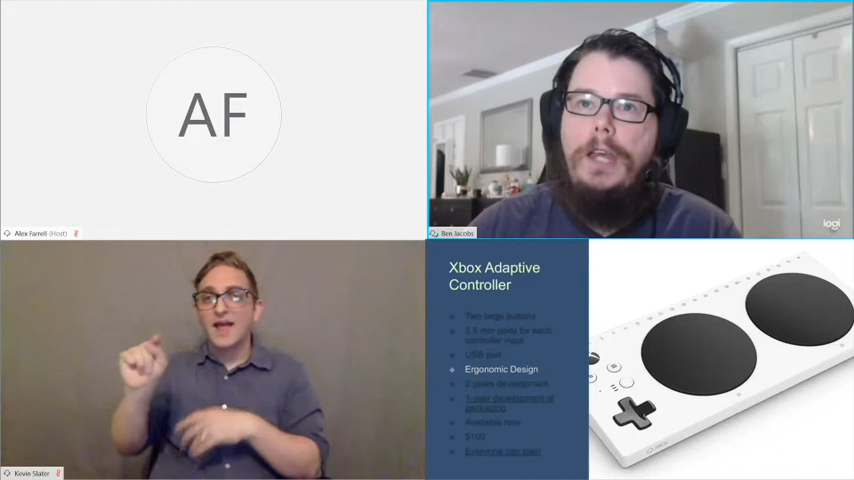 AF
Alex Farrell (Host)
logi
Ben Jacobs
Xbox Adaptive
Controller
Two large buttons
3.5 mm ports for each
controller input
USB port
Ergonomic Design
2 years development
1-year development of
packaging
Available now
$100
Everyone can play!
Kevin Slater